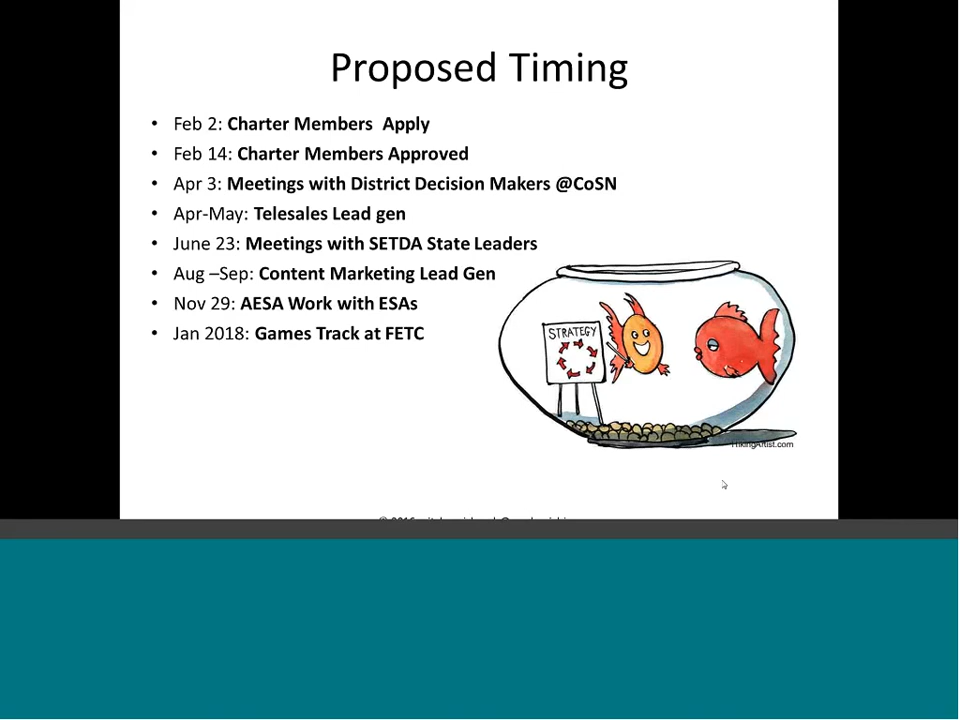 Proposed Timing
• Feb 2: Charter Members Apply
• Feb 14: Charter Members Approved
• Apr 3: Meetings with District Decision Makers @CoSN
• Apr-May: Telesales Lead gen
• June 23: Meetings with SETDA State Leaders
• Aug –Sep: Content Marketing Lead Gen
• Nov 29: AESA Work with ESAs
• Jan 2018: Games Track at FETC
STRATEGY